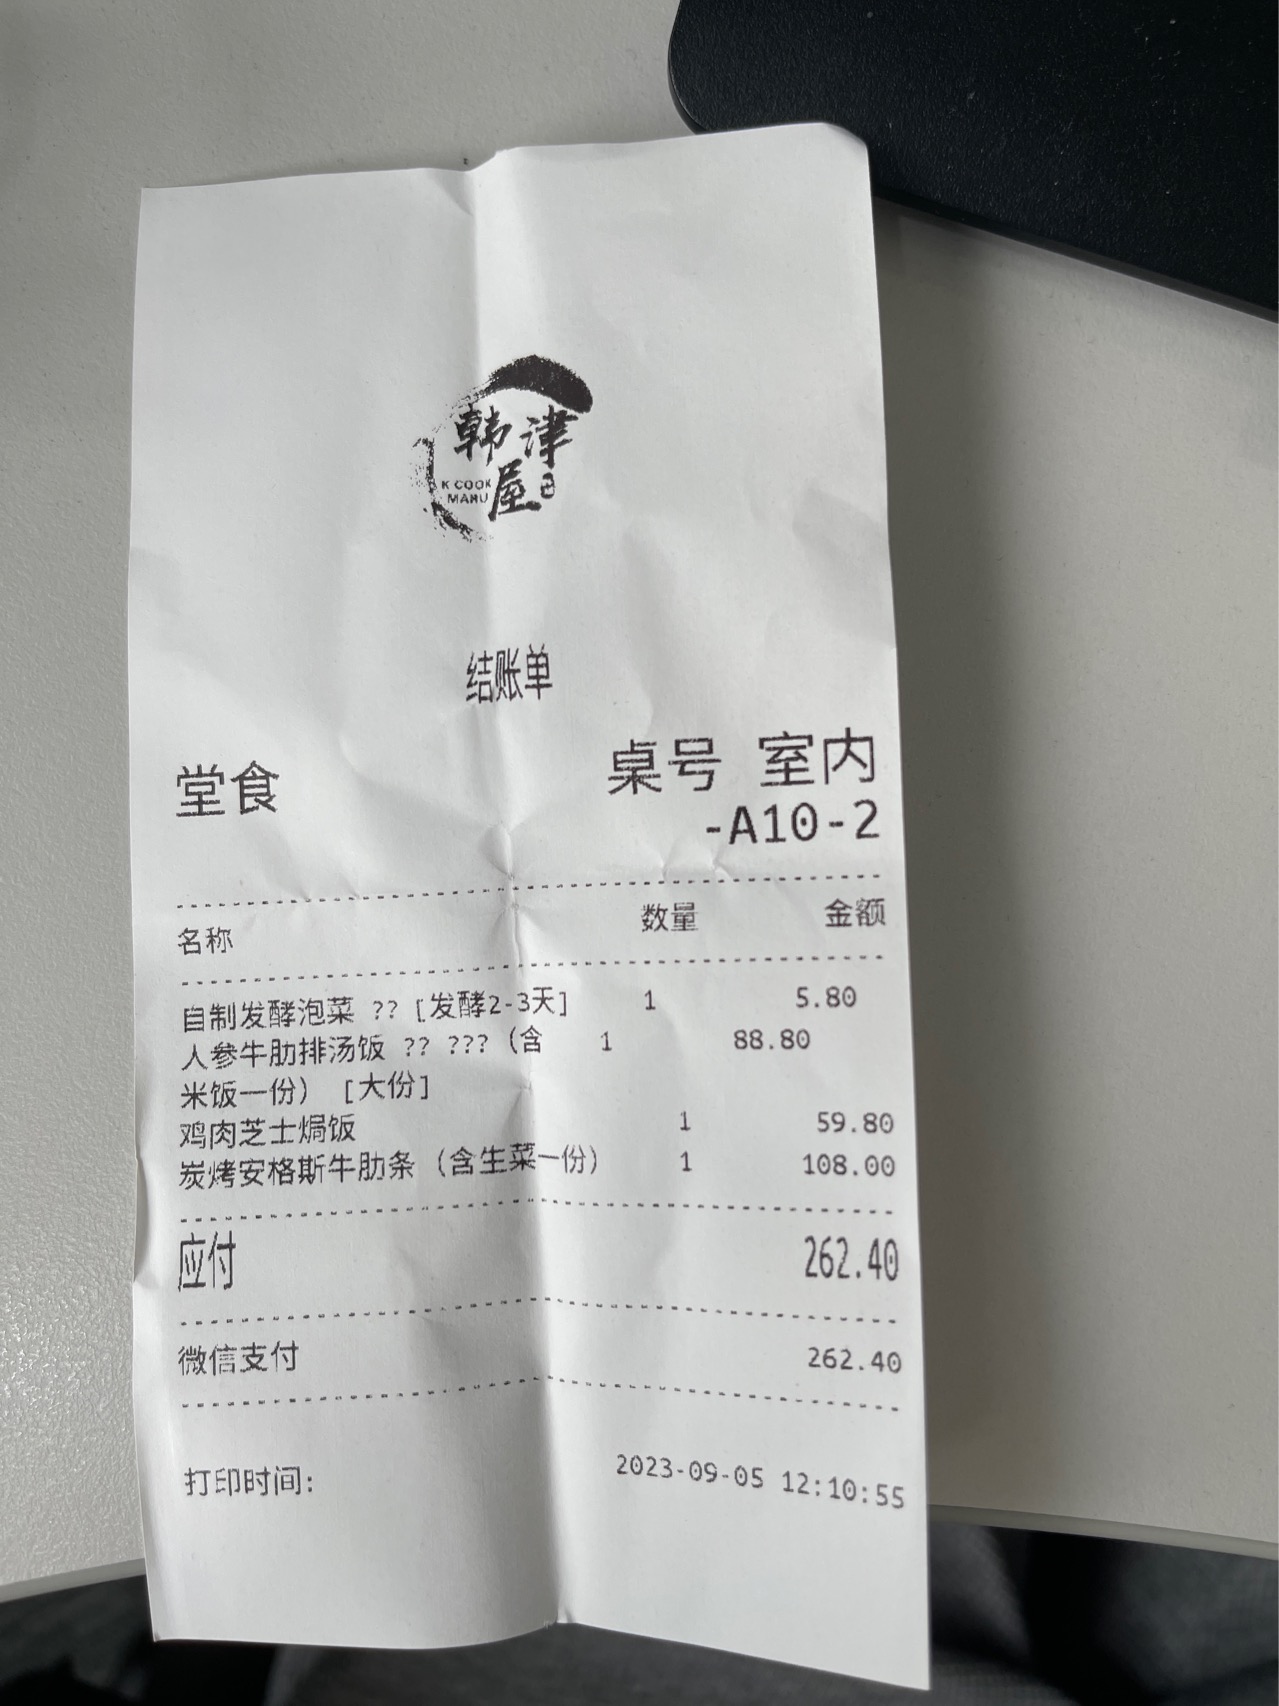 韩津
K COOK
MARU 屋
结账单
堂食 桌号 室内
-A10-2
名称 数量 金额
自制发酵泡菜 ?? [发酵2-3天] 1 5.80
人参牛肋排汤饭 ?? ??? (含 1 88.80
米饭一份) [大份]
鸡肉芝士焗饭 1 59.80
炭烤安格斯牛肋条 (含生菜一份) 1 108.00
应付 262.40
微信支付 262.40
打印时间: 2023-09-05 12:10:55